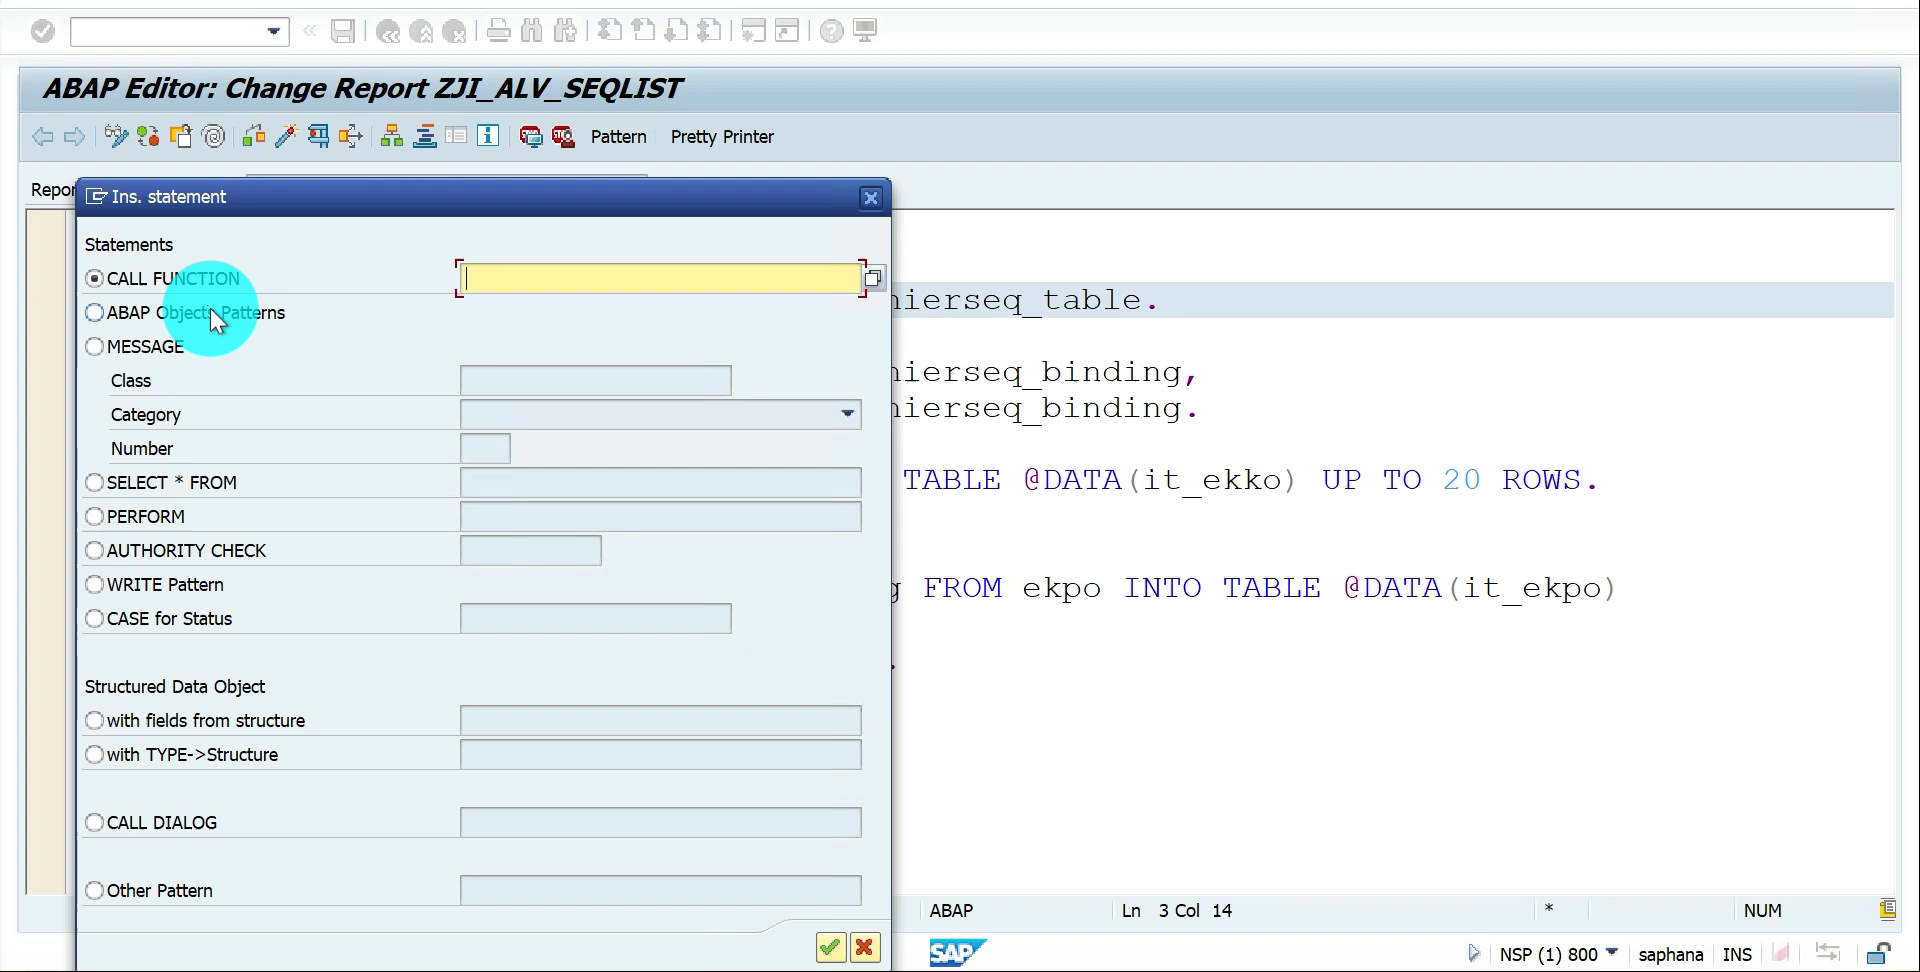 ABAP Editor: Change Report ZJI_ALV_SEQLIST
Pattern Pretty Printer
Repor
Ins. statement
Statements
CALL FUNCTION
ABAP Objects Patterns
MESSAGE
Class
Category
Number
SELECT * FROM
PERFORM
AUTHORITY CHECK
WRITE Pattern
CASE for Status
Structured Data Object
with fields from structure
with TYPE->Structure
CALL DIALOG
Other Pattern
hierseq_table.
hierseq_binding,
hierseq_binding.
TABLE @DATA(it_ekko) UP TO 20 ROWS.
g FROM ekpo INTO TABLE @DATA(it_ekpo)
.
ABAP Ln 3 Col 14 * NUM
SAP NSP (1) 800 saphana INS